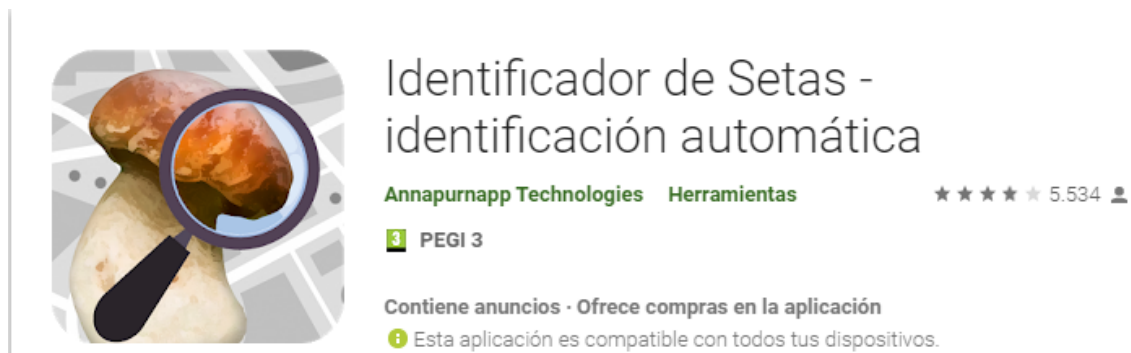 Identificador de Setas -
identificación automática
Annapurnapp Technologies Herramientas 5.534
3 PEGI 3
Contiene anuncios · Ofrece compras en la aplicación
Esta aplicación es compatible con todos tus dispositivos.